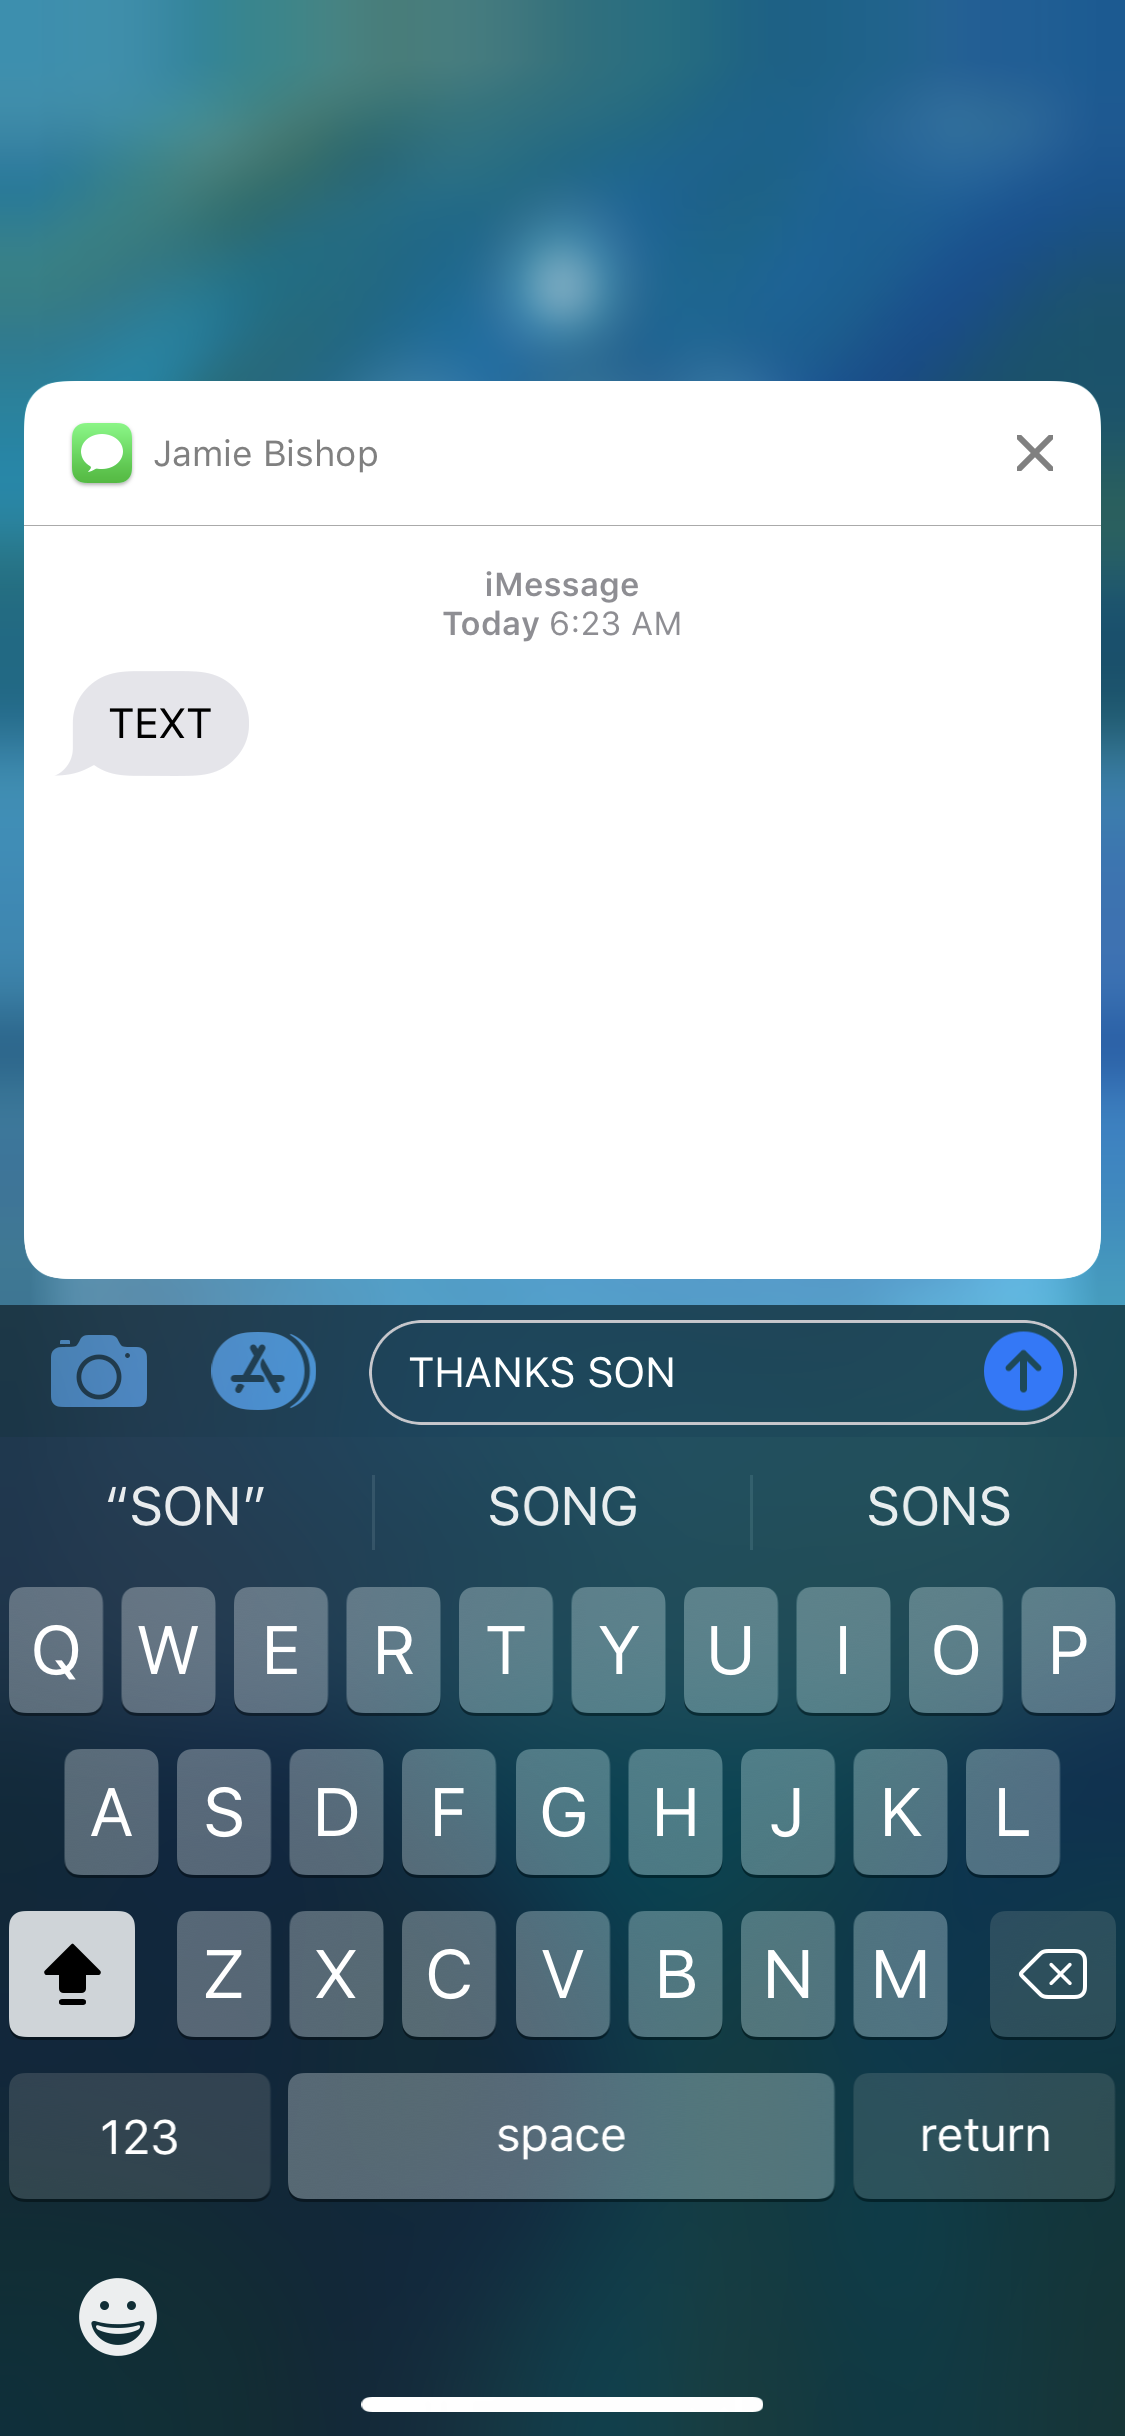 Jamie Bishop
iMessage
Today 6:23 AM
TEXT
THANKS SON
“SON” SONG SONS
Q W E R T Y U I O P
A S D F G H J K L
Z X C V B N M
123 space return